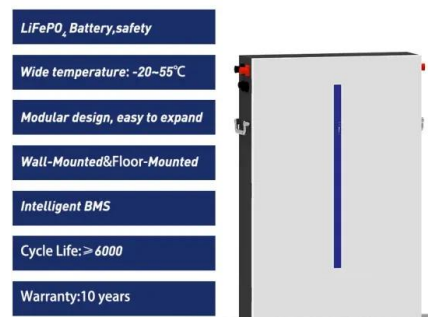 LiFePO₄ Battery,safety
Wide temperature: -20~55℃
Modular design, easy to expand
Wall-Mounted&Floor-Mounted
Intelligent BMS
Cycle Life:≥6000
Warranty:10 years